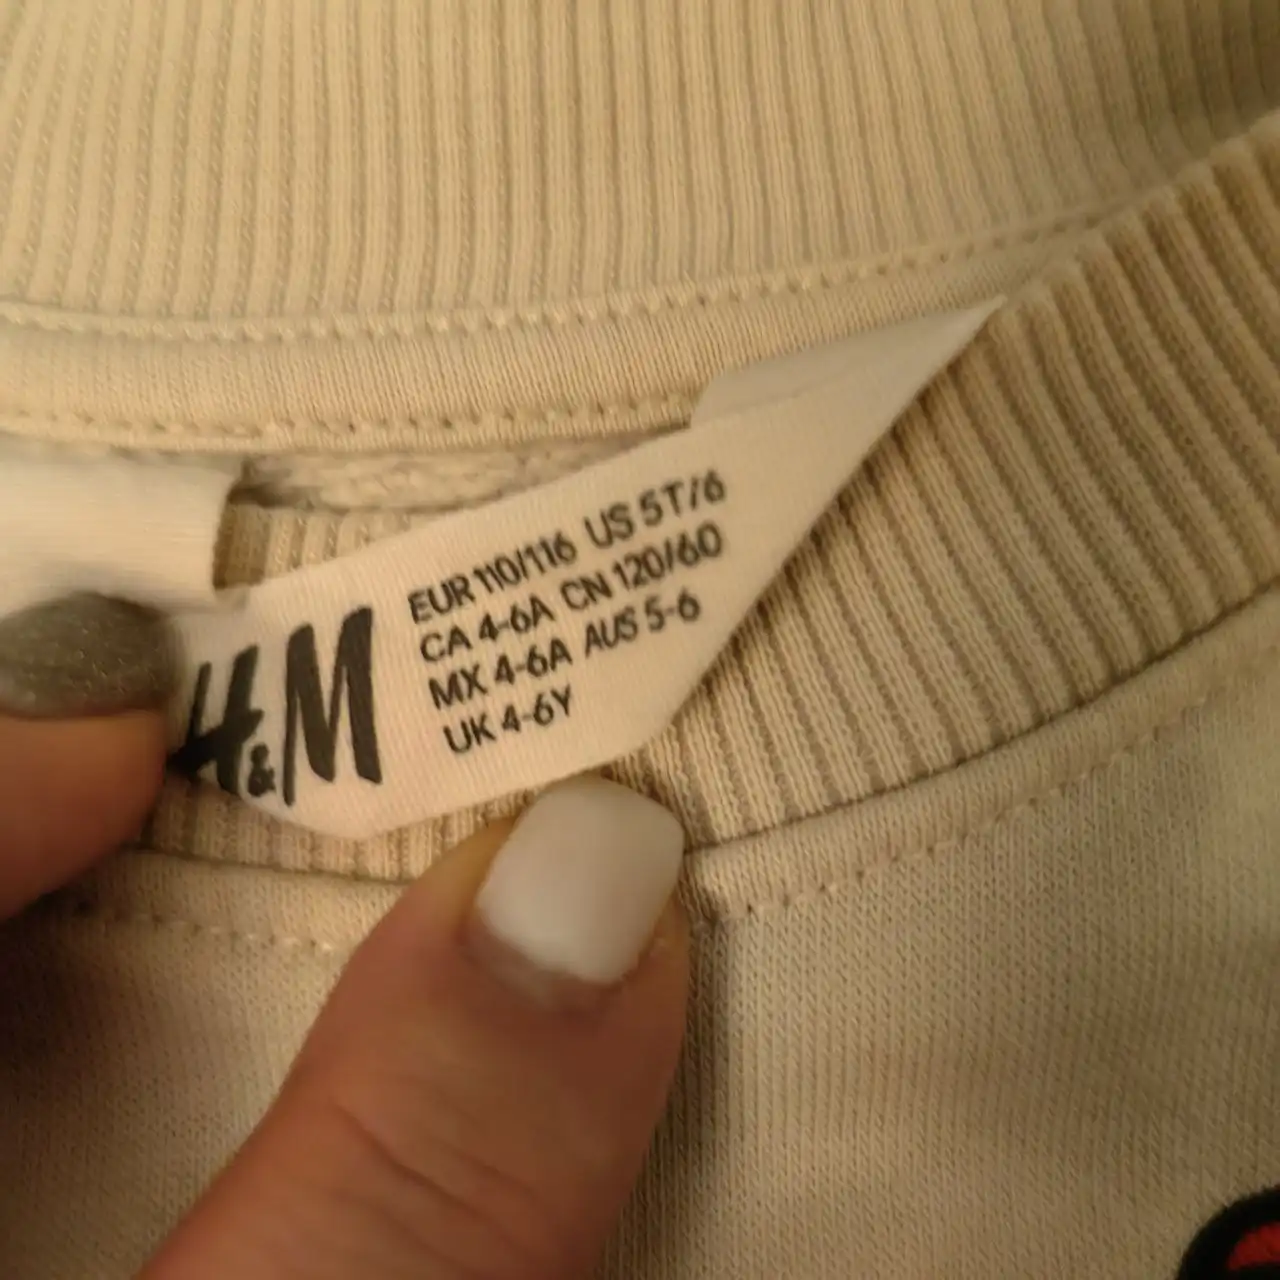 H&M
EUR 110/116 US 5T/6
CA 4-6A CN 120/60
MX 4-6A AUS 5-6
UK 4-6Y